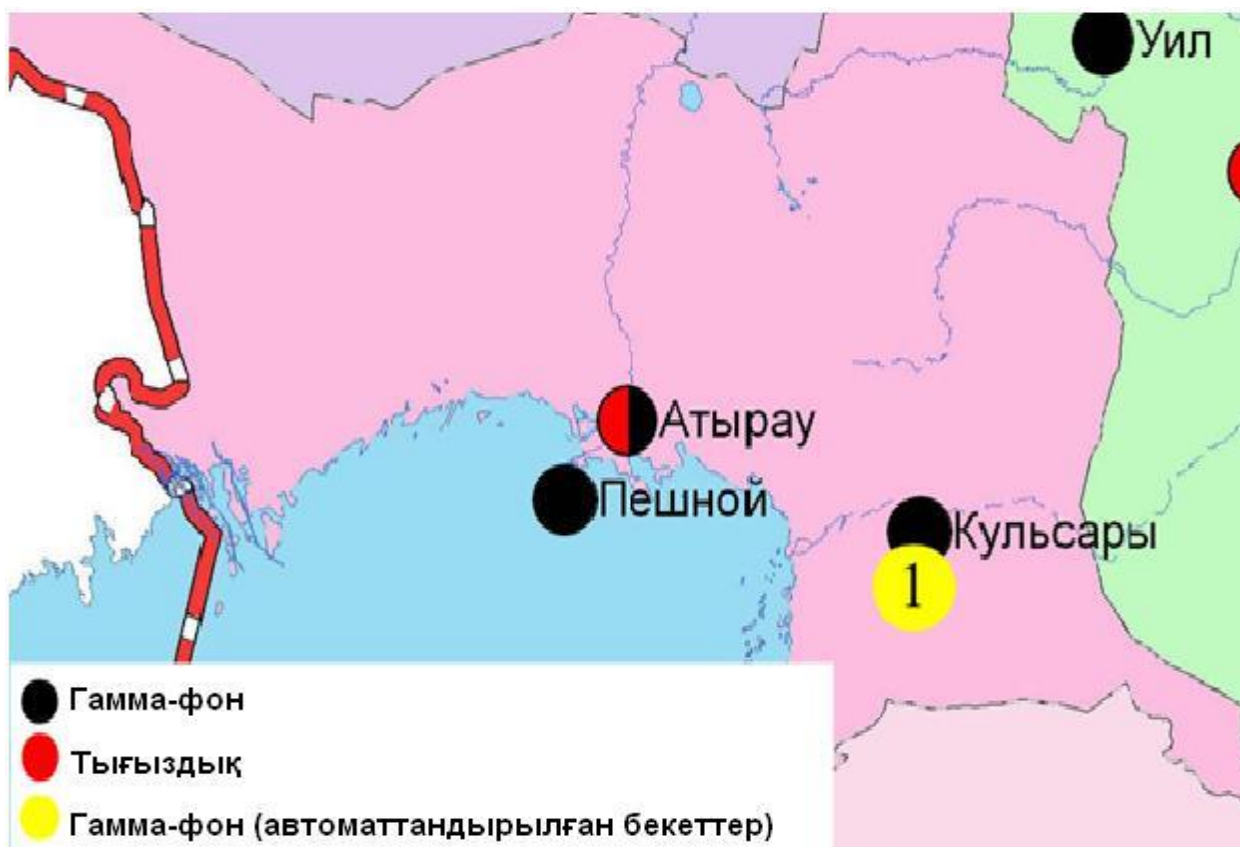 Уил
Атырау
Пешной
Кульсары
1
Гамма-фон
Тығыздық
Гамма-фон (автоматтандырылған бекеттер)